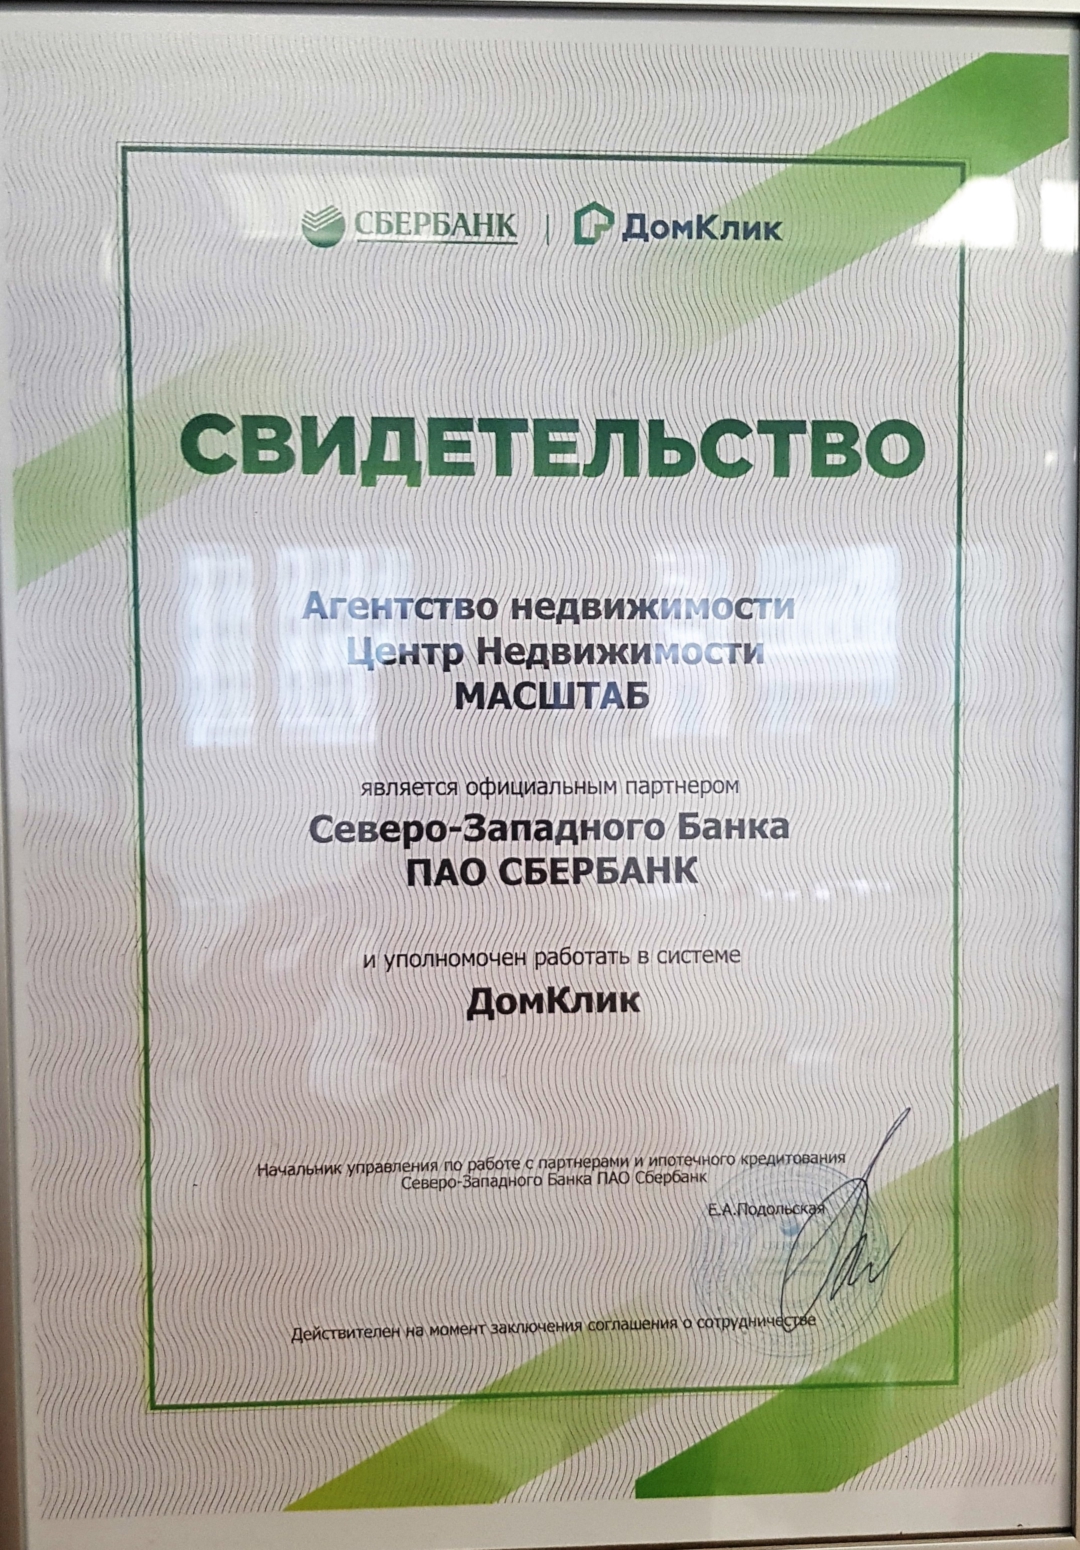 СБЕРБАНК | ДомКлик
СВИДЕТЕЛЬСТВО
Агентство недвижимости
Центр Недвижимости
МАСШТАБ
является официальным партнером
Северо-Западного Банка
ПАО СБЕРБАНК
и уполномочен работать в системе
ДомКлик
Начальник управления по работе с партнерами и ипотечного кредитования
Северо-Западного Банка ПАО Сбербанк
Е.А.Подольская
Действителен на момент заключения соглашения о сотрудничестве